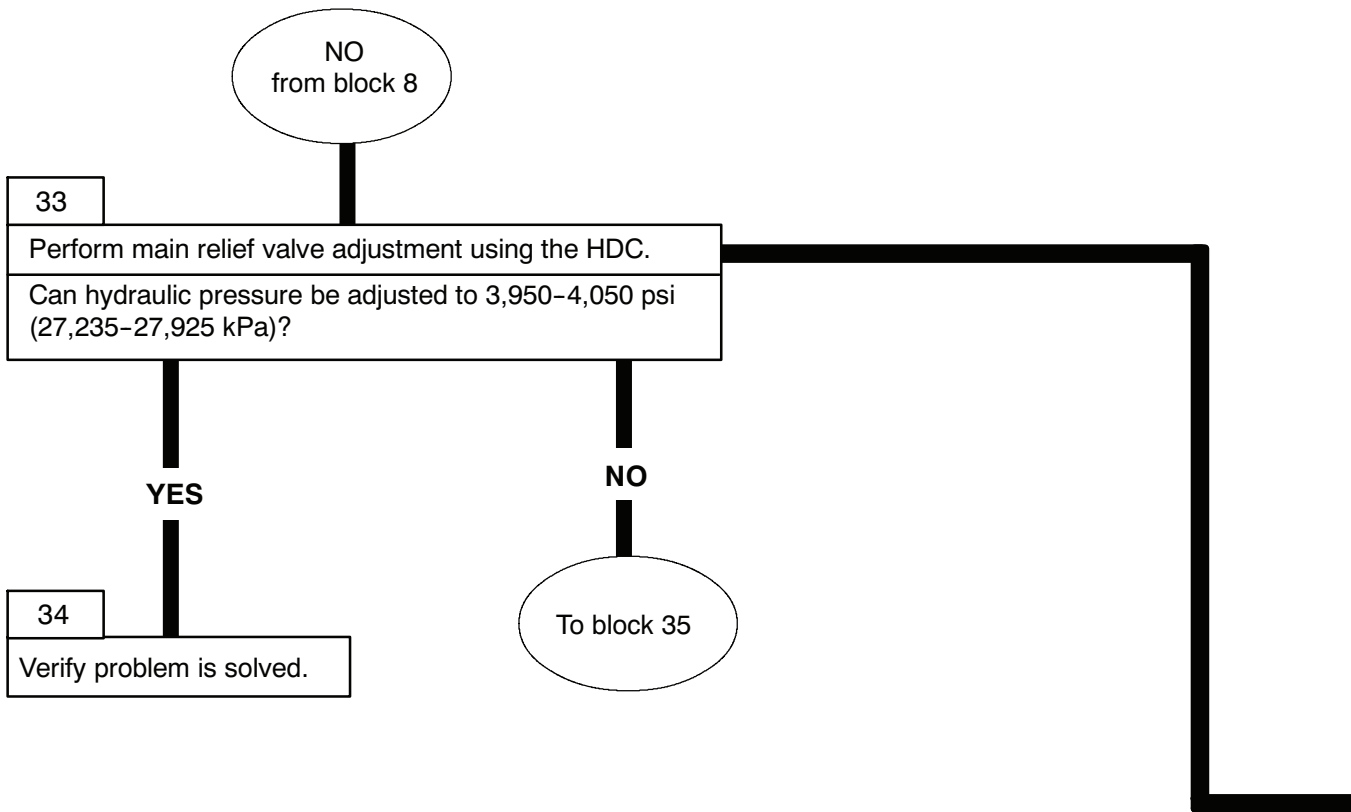 NO
from block 8
33
Perform main relief valve adjustment using the HDC.
Can hydraulic pressure be adjusted to 3,950-4,050 psi
(27,235-27,925 kPa)?
YES
NO
34
Verify problem is solved.
To block 35